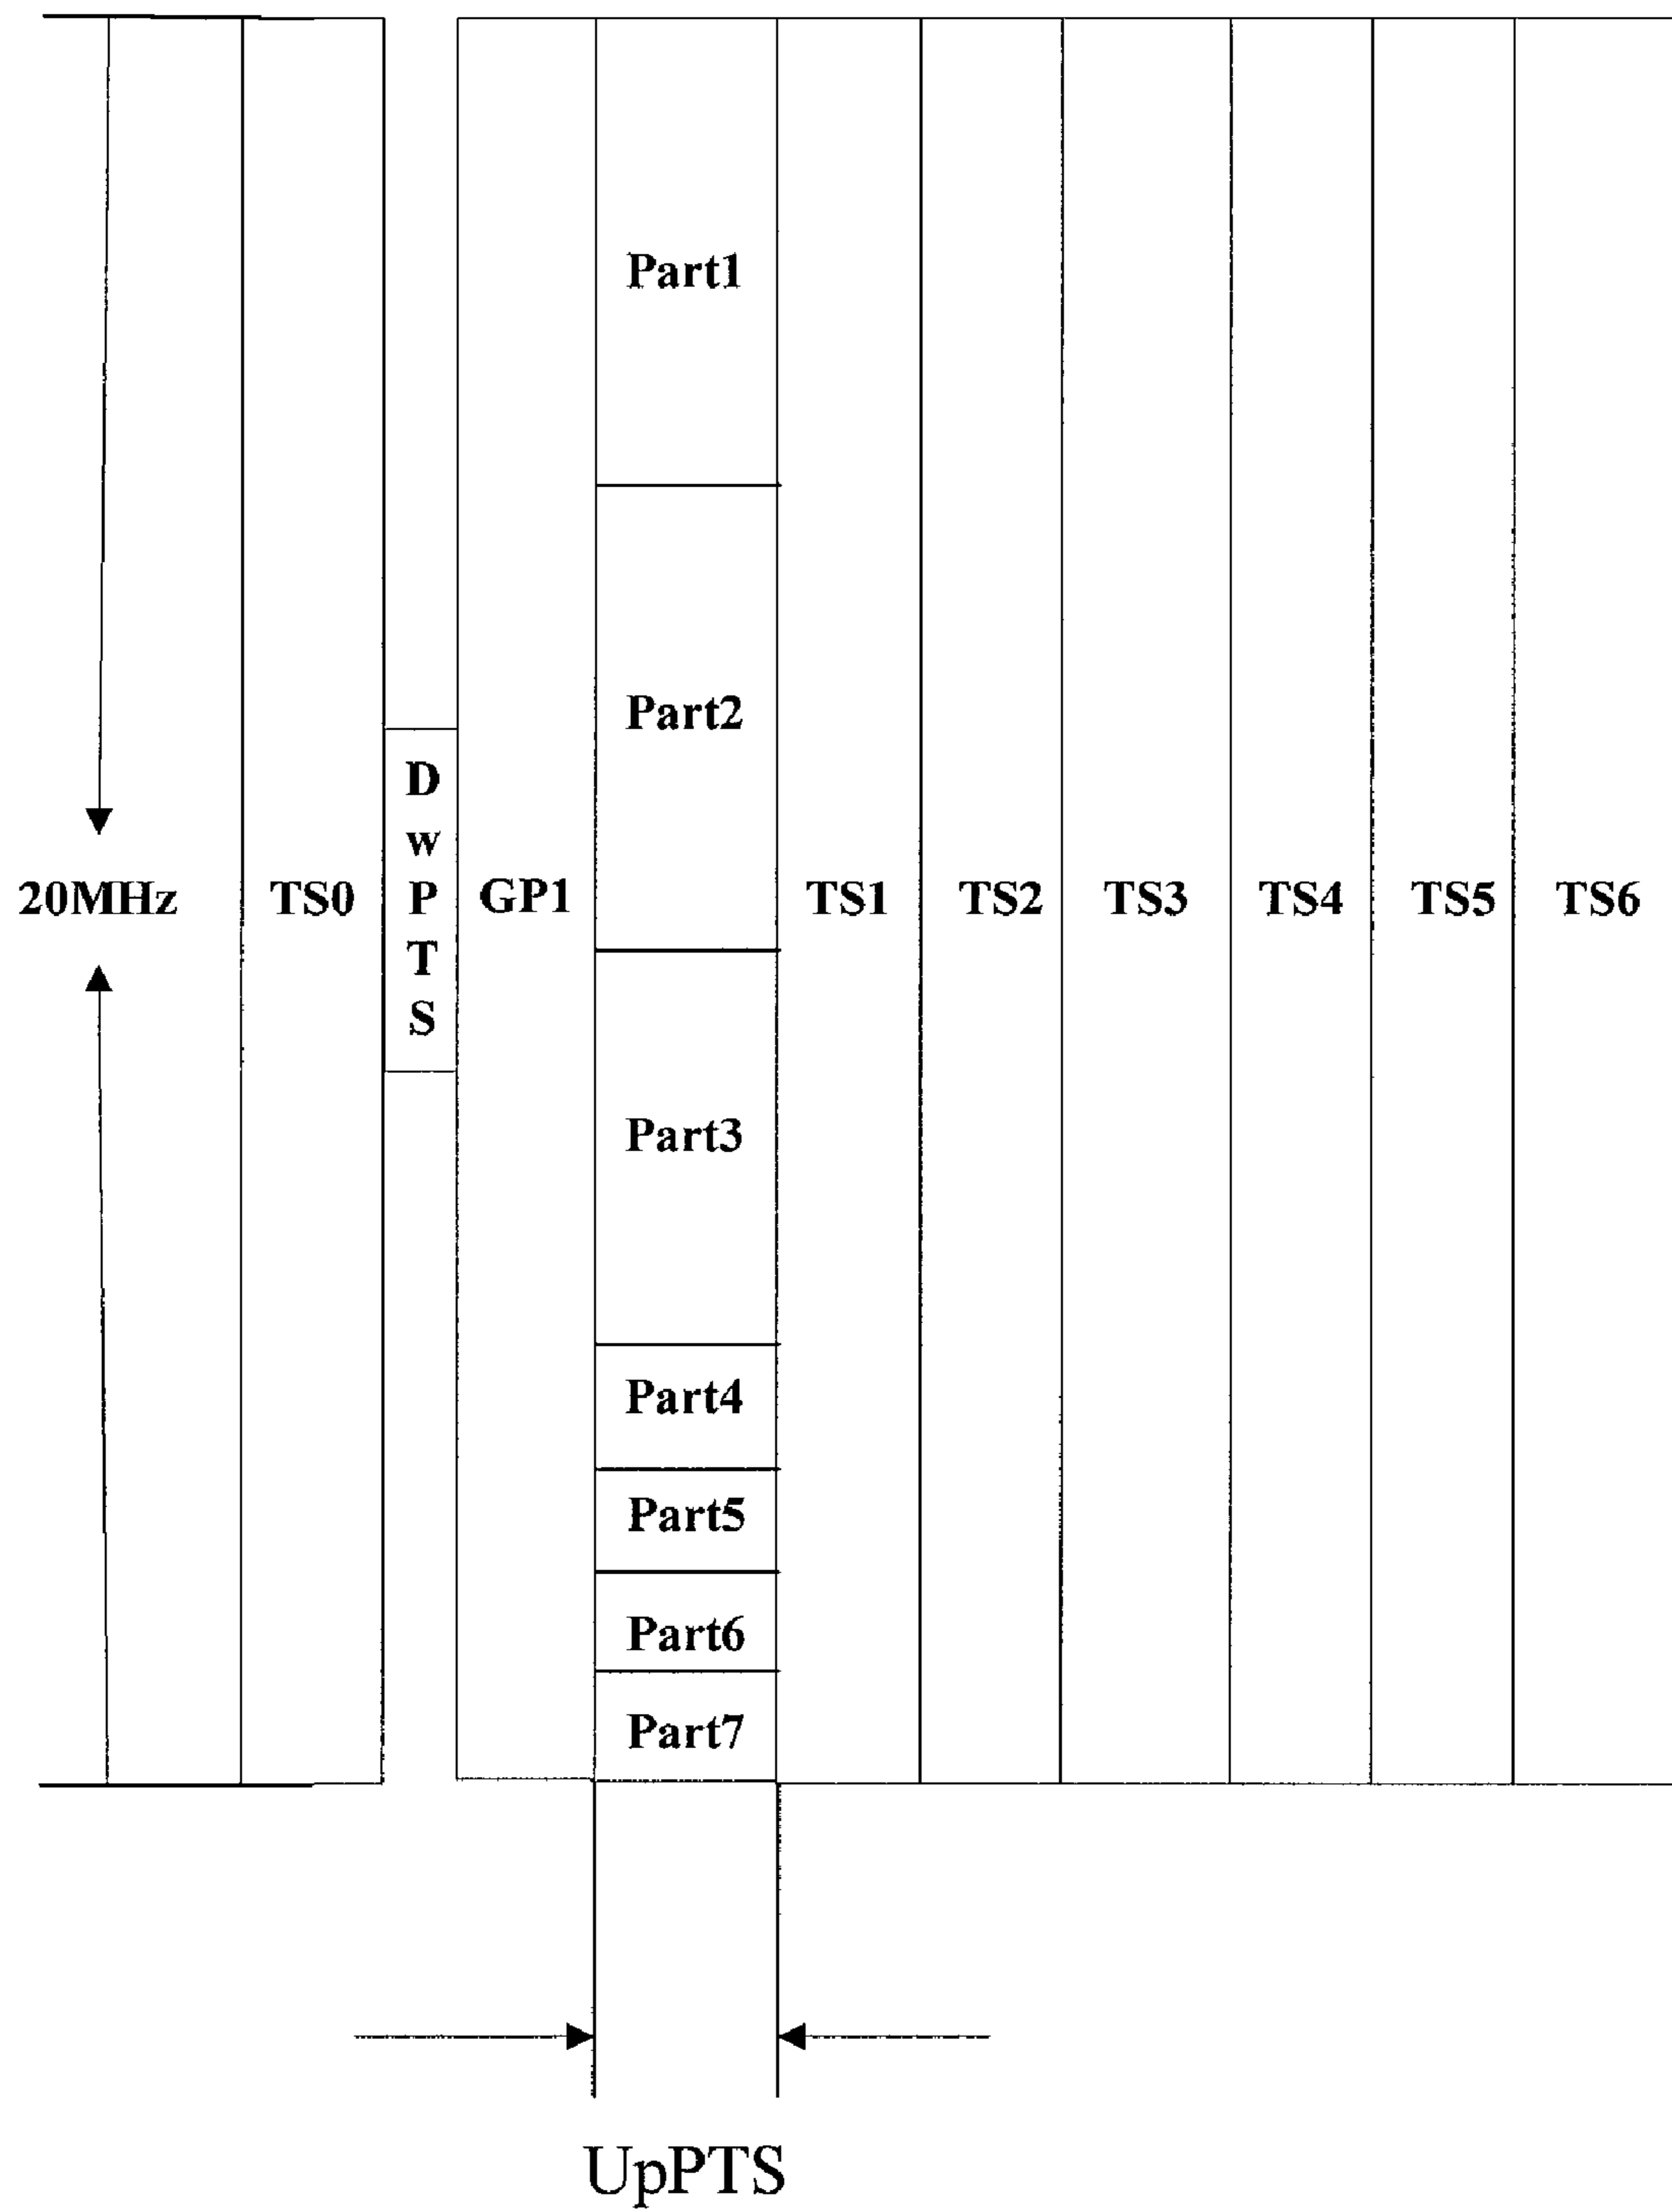 Part1
Part2
D
w
P
T
S
20MHz TS0 GP1 TS1 TS2 TS3 TS4 TS5 TS6
Part3
Part4
Part5
Part6
Part7
UpPTS